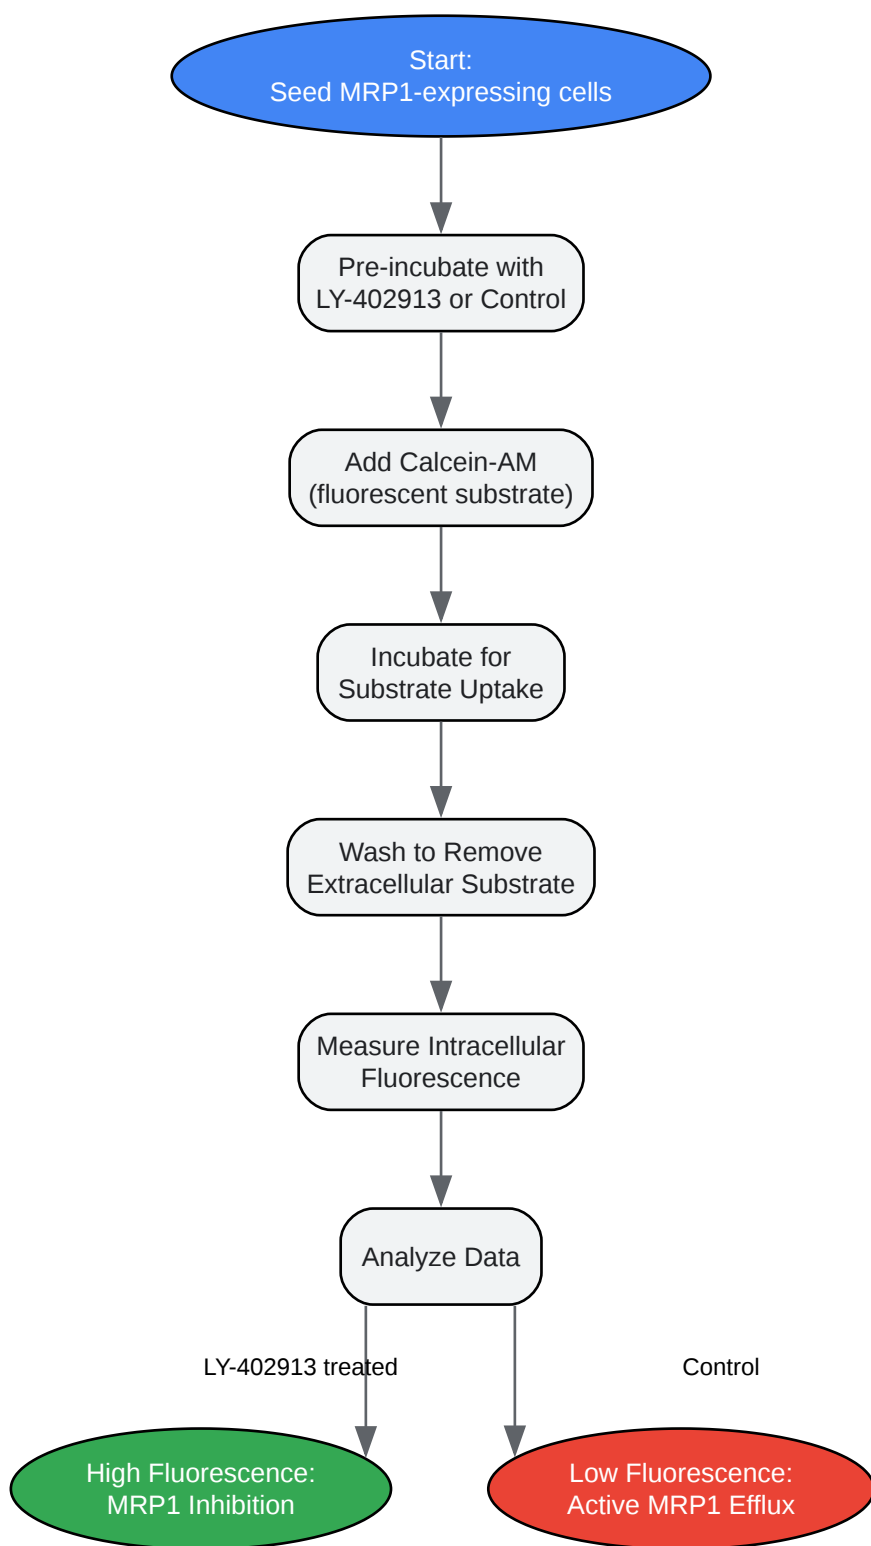 Start:
Seed MRP1-expressing cells
Pre-incubate with
LY-402913 or Control
Add Calcein-AM
(fluorescent substrate)
Incubate for
Substrate Uptake
Wash to Remove
Extracellular Substrate
Measure Intracellular
Fluorescence
Analyze Data
LY-402913 treated
Control
High Fluorescence:
MRP1 Inhibition
Low Fluorescence:
Active MRP1 Efflux